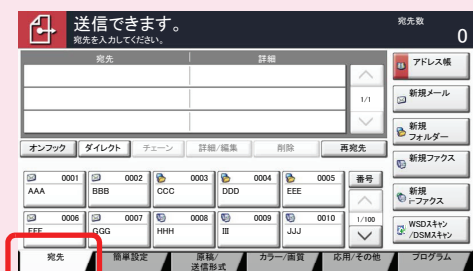 送信できます。
宛先を入力してください。
宛先数
0
宛先 詳細
1/1
オンフック ダイレクト チェーン 詳細/編集 削除 再宛先
0001 AAA
0002 BBB
0003 CCC
0004 DDD
0005 EEE
番号
0006 FFF
0007 GGG
0008 HHH
0009 III
0010 JJJ
1/100
アドレス帳
新規メール
新規
フォルダー
新規ファクス
新規
i-ファクス
WSDスキャン
/DSMスキャン
宛先 簡単設定 原稿/
送信形式 カラー/画質 応用/その他 プログラム